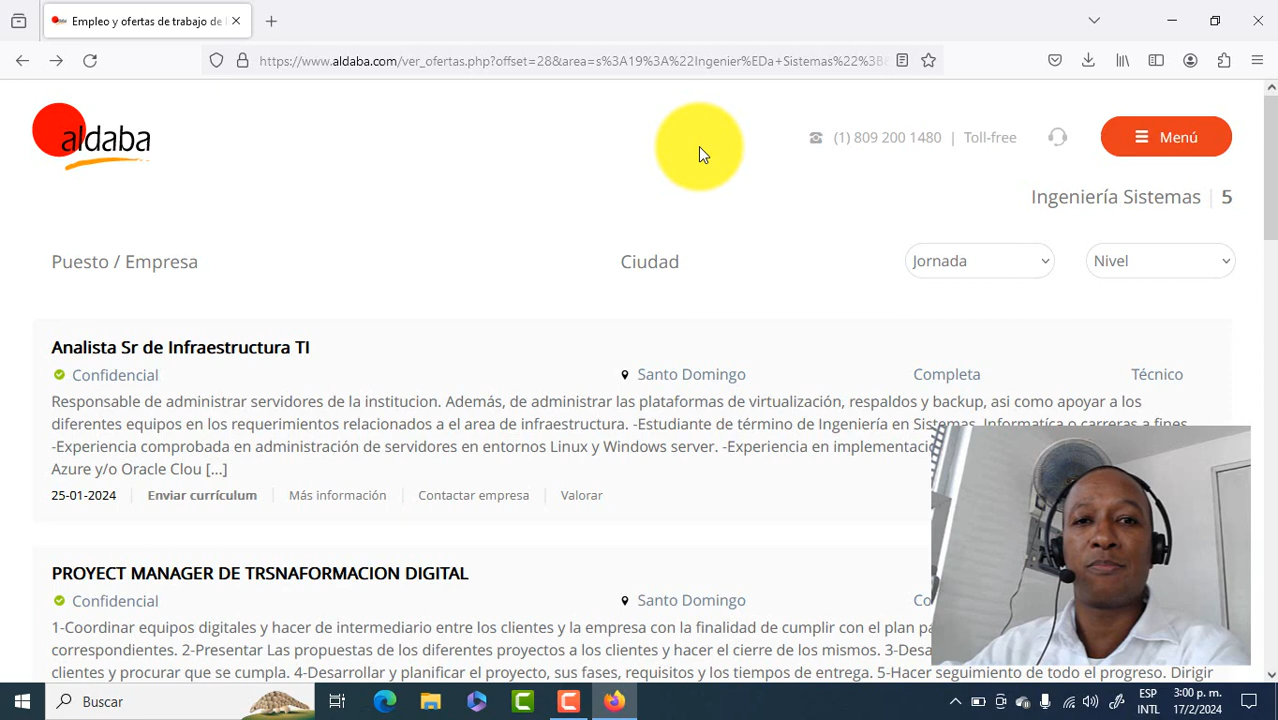 Empleo y ofertas de trabajo de
https://www.aldaba.com/ver_ofertas.php?offset=28&area=s%3A19%3A%22Ingenier%EDa+Sistemas%22%3B&
aldaba
(1) 809 200 1480 | Toll-free
Menú
Ingeniería Sistemas | 5
Puesto / Empresa Ciudad Jornada Nivel
Analista Sr de Infraestructura TI
Confidencial Santo Domingo Completa Técnico
Responsable de administrar servidores de la institucion. Además, de administrar las plataformas de virtualización, respaldos y backup, asi como apoyar a los
diferentes equipos en los requerimientos relacionados al area de infraestructura. -Estudiante de término de Ingeniería en Sistemas, Informatica o carreras a fines.
-Experiencia comprobada en administración de servidores en entornos Linux y Windows server. -Experiencia en implementac
Azure y/o Oracle Clou [...]
25-01-2024 Enviar currículum Más información Contactar empresa Valorar
PROYECT MANAGER DE TRSNAFORMACION DIGITAL
Confidencial Santo Domingo Co
1-Coordinar equipos digitales y hacer de intermediario entre los clientes y la empresa con la finalidad de cumplir con el plan pa
correspondientes. 2-Presentar Las propuestas de los diferentes proyectos a los clientes y hacer el cierre de los mismos. 3-Desa
clientes y procurar que se cumpla. 4-Desarrollar y planificar el proyecto, sus fases, requisitos y los tiempos de entrega. 5-Hacer seguimiento de todo el progreso. Dirigir
Buscar
ESP
INTL
3:00 p. m.
17/2/2024